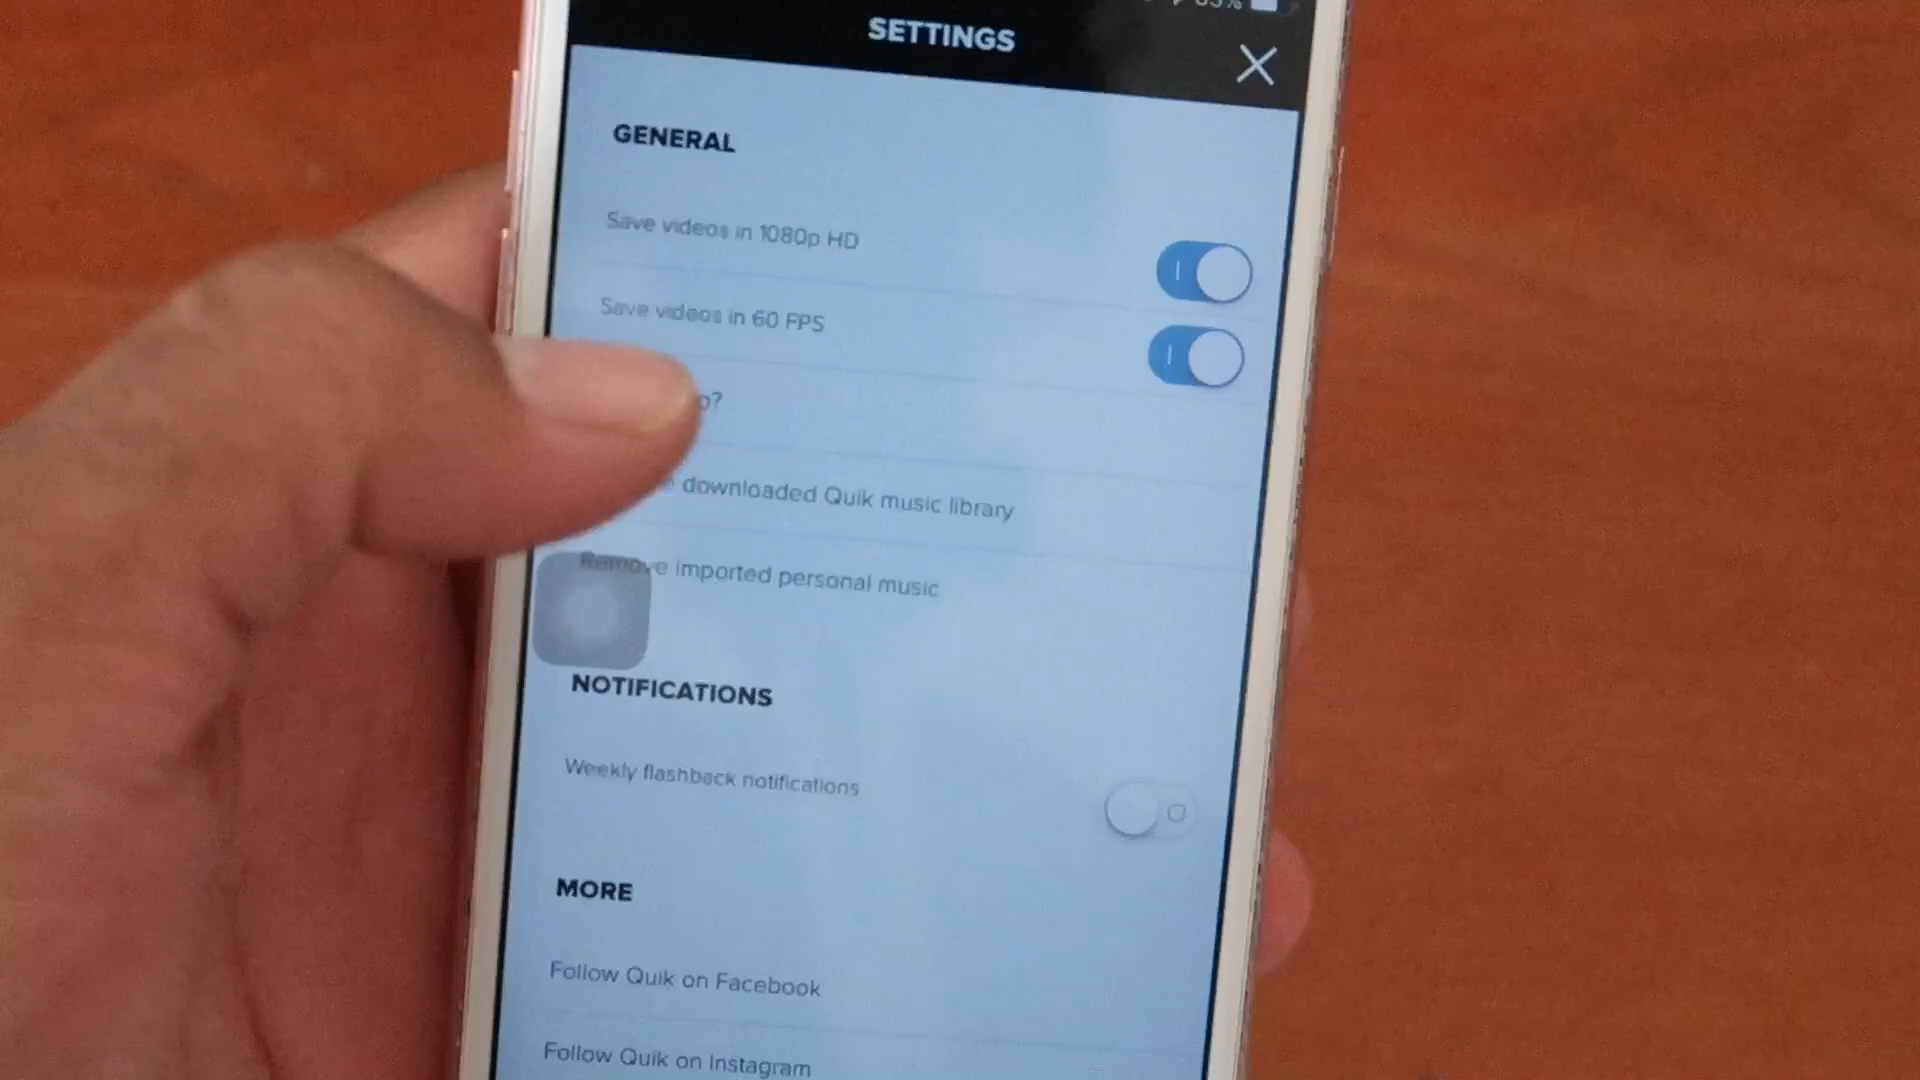 SETTINGS
GENERAL
Save videos in 1080p HD
Save videos in 60 FPS
downloaded Quik music library
Remove imported personal music
NOTIFICATIONS
Weekly flashback notifications
MORE
Follow Quik on Facebook
Follow Quik on Instagram